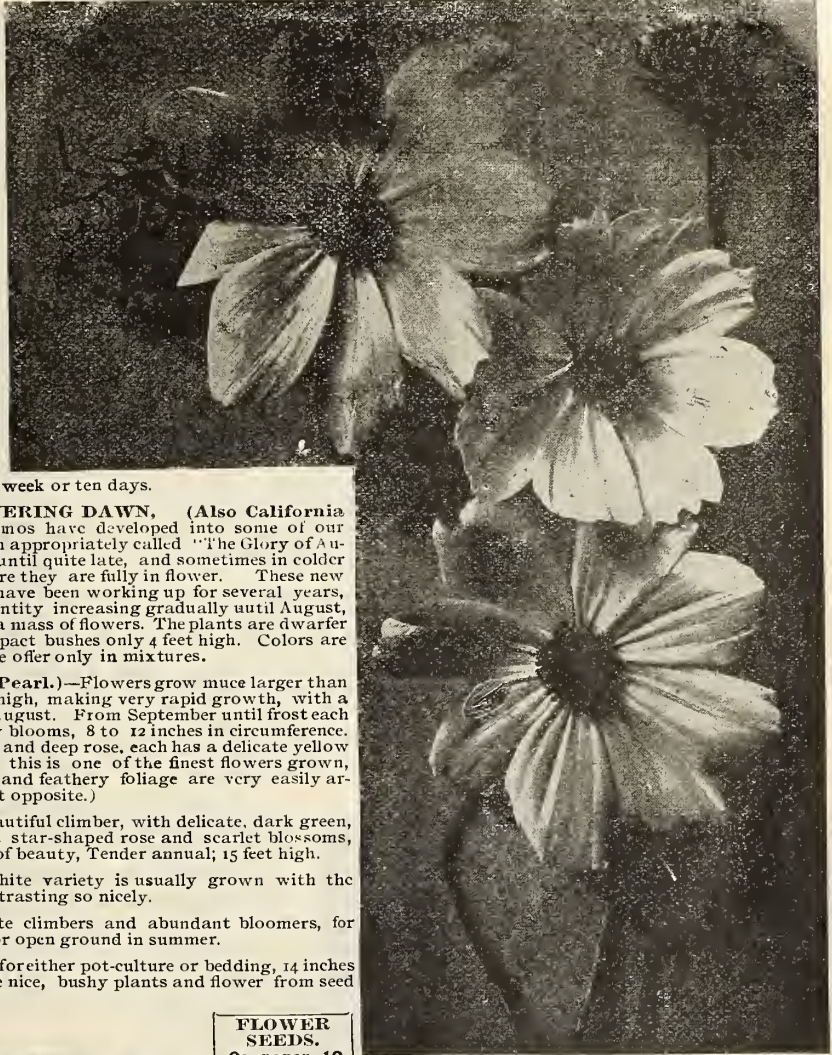 week or ten days.
ERING DAWN, (Also California
mos have developed into some of our
n appropriately called "The Glory of Au-
until quite late, and sometimes in colder
re they are fully in flower. These new
have been working up for several years,
ntity increasing gradually uutil August,
a mass of flowers. The plants are dwarfer
pact bushes only 4 feet high. Colors are
e offer only in mixtures.
Pearl.)—Flowers grow muce larger than
high, making very rapid growth, with a
ugust. From September until frost each
r blooms, 8 to 12 inches in circumference.
and deep rose, each has a delicate yellow
this is one of the finest flowers grown,
and feathery foliage are very easily ar-
t opposite.)
autiful climber, with delicate, dark green,
star-shaped rose and scarlet blossoms,
of beauty, Tender annual; 15 feet high.
hite variety is usually grown with the
trasting so nicely.
te climbers and abundant bloomers, for
r open ground in summer.
for either pot-culture or bedding, 14 inches
e nice, bushy plants and flower from seed
FLOWER
SEEDS.